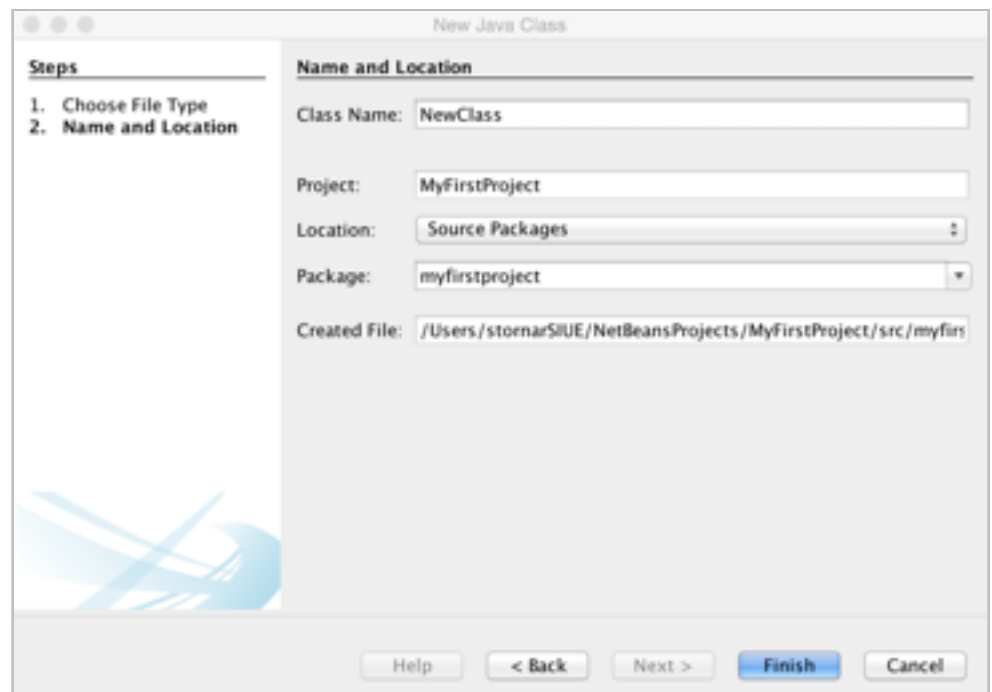 New Java Class
Steps
1. Choose File Type
2. Name and Location
Name and Location
Class Name: NewClass
Project: MyFirstProject
Location: Source Packages
Package: myfirstproject
Created File: /Users/stornarSIUE/NetBeansProjects/MyFirstProject/src/myfirs
Help
< Back
Next >
Finish
Cancel